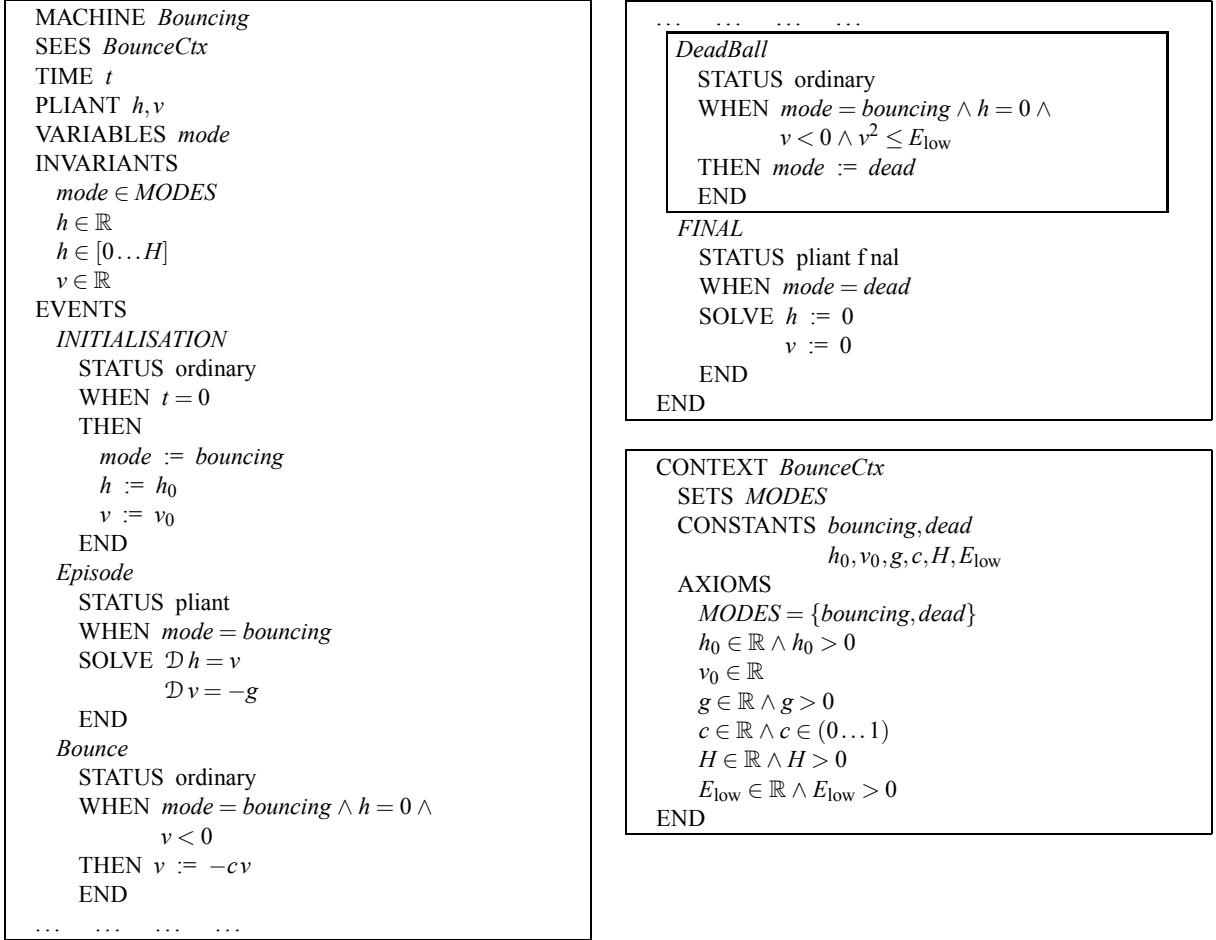 MACHINE Bouncing
SEES BounceCtx
TIME t
PLIANT h,v
VARIABLES mode
INVARIANTS
mode ∈ MODES
h ∈ ℝ
h ∈ [0…H]
v ∈ ℝ
EVENTS
INITIALISATION
STATUS ordinary
WHEN t = 0
THEN
mode := bouncing
h := h₀
v := v₀
END
Episode
STATUS pliant
WHEN mode = bouncing
SOLVE 𝒟 h = v
𝒟 v = −g
END
Bounce
STATUS ordinary
WHEN mode = bouncing ∧ h = 0 ∧
v < 0
THEN v := −cv
END
… … … …
… … … …
DeadBall
STATUS ordinary
WHEN mode = bouncing ∧ h = 0 ∧
v < 0 ∧ v² ≤ E_low
THEN mode := dead
END
FINAL
STATUS pliant f nal
WHEN mode = dead
SOLVE h := 0
v := 0
END
END
CONTEXT BounceCtx
SETS MODES
CONSTANTS bouncing,dead
h₀,v₀,g,c,H,E_low
AXIOMS
MODES = {bouncing,dead}
h₀ ∈ ℝ ∧ h₀ > 0
v₀ ∈ ℝ
g ∈ ℝ ∧ g > 0
c ∈ ℝ ∧ c ∈ (0…1)
H ∈ ℝ ∧ H > 0
E_low ∈ ℝ ∧ E_low > 0
END